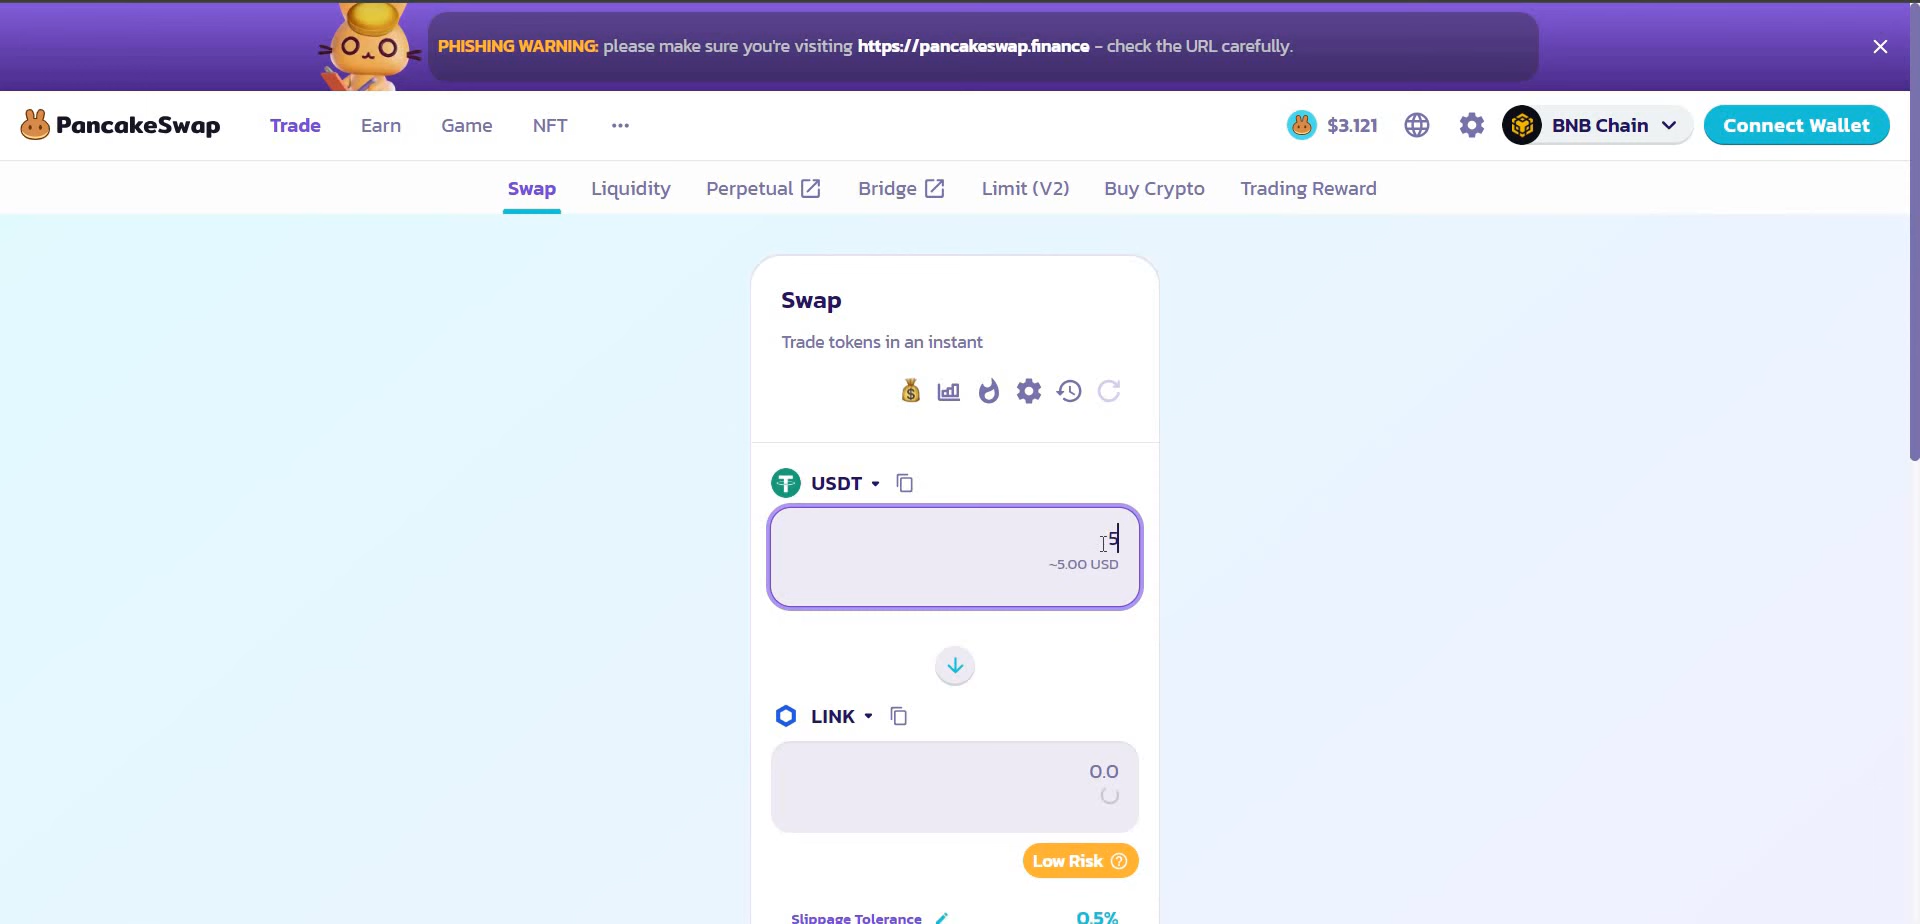 PHISHING WARNING: please make sure you're visiting https://pancakeswap.finance - check the URL carefully.
PancakeSwap Trade Earn Game NFT ··· $3.121 BNB Chain Connect Wallet
Swap Liquidity Perpetual Bridge Limit (V2) Buy Crypto Trading Reward
Swap
Trade tokens in an instant
USDT
5
~5.00 USD
LINK
0.0
Low Risk
Slippage Tolerance 0.5%